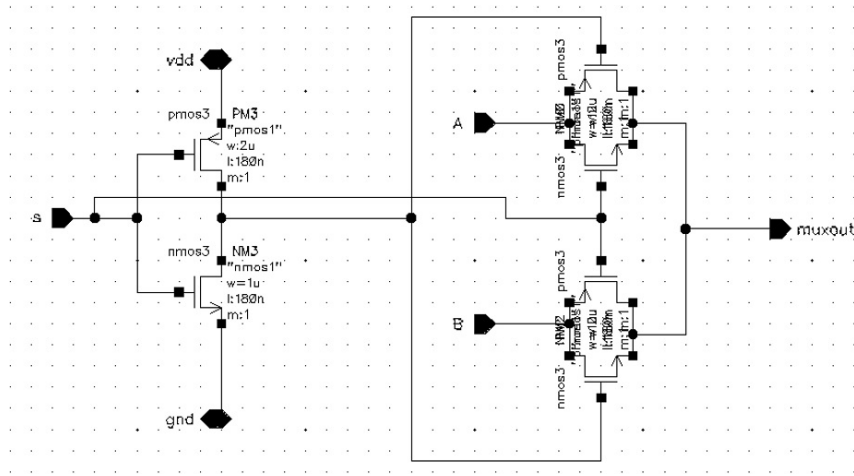 vdd
pmos3 PM3
"pmos1"
w:2u
l:180n
m:1
s
nmos3 NM3
"nmos1"
w=1u
l:180n
m:1
gnd
pmos3
A
m:1
nmos3
muxout
pmos3
B
m:1
nmos3